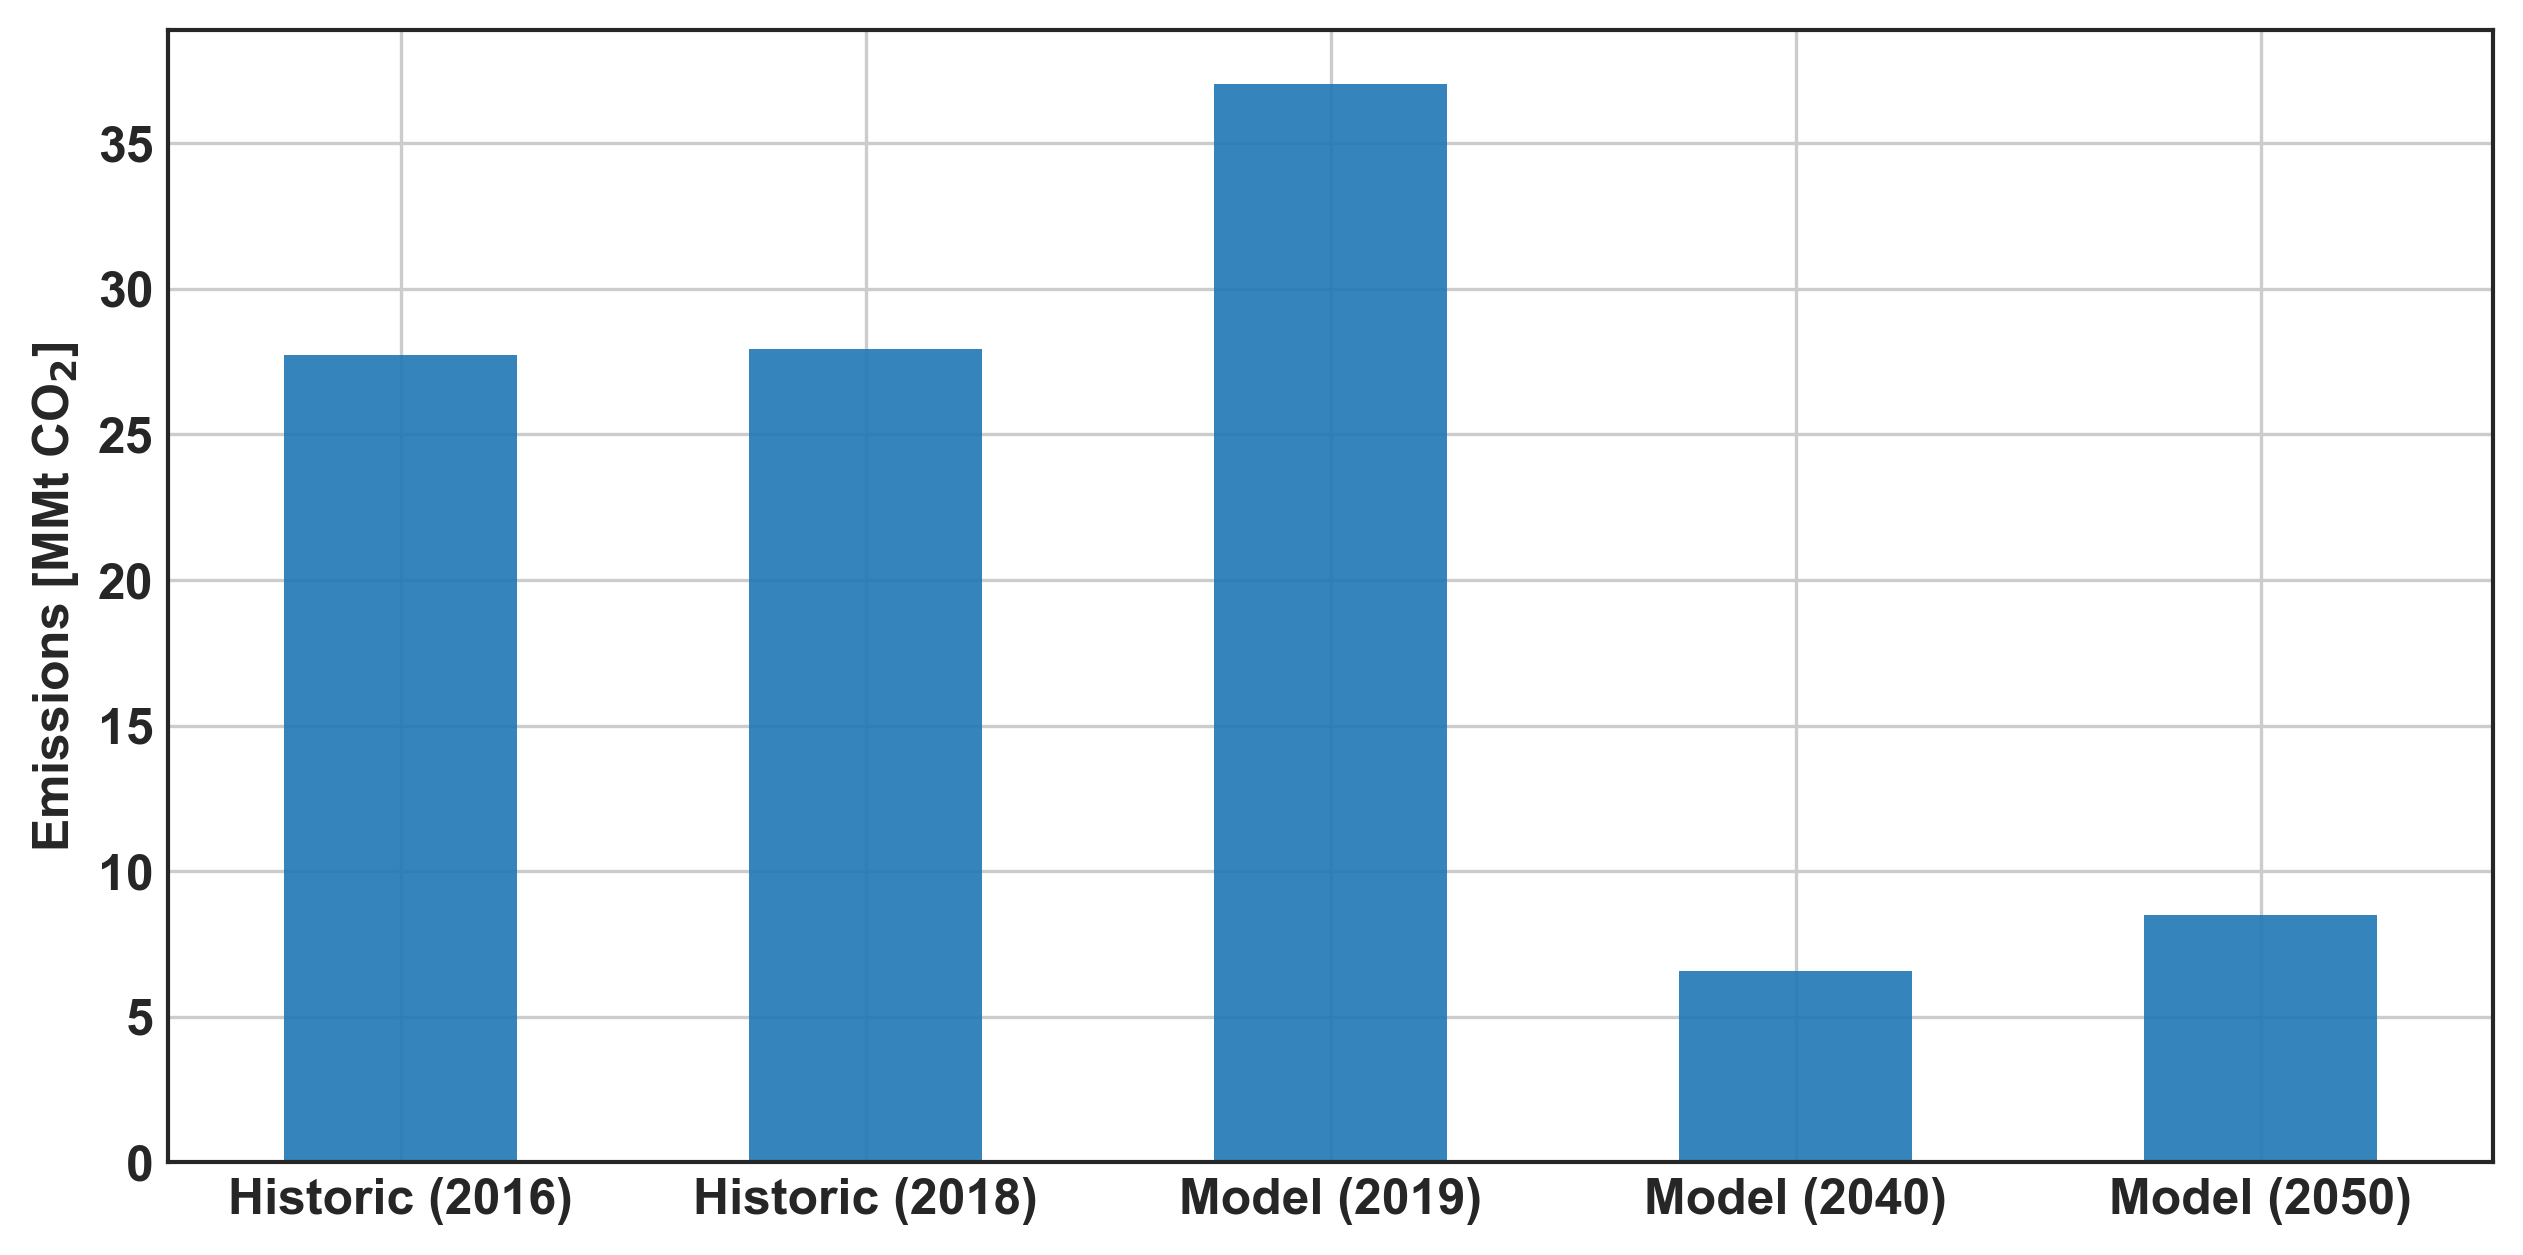 Emissions [MMt CO₂]
35
30
25
20
15
10
5
0
Historic (2016)
Historic (2018)
Model (2019)
Model (2040)
Model (2050)